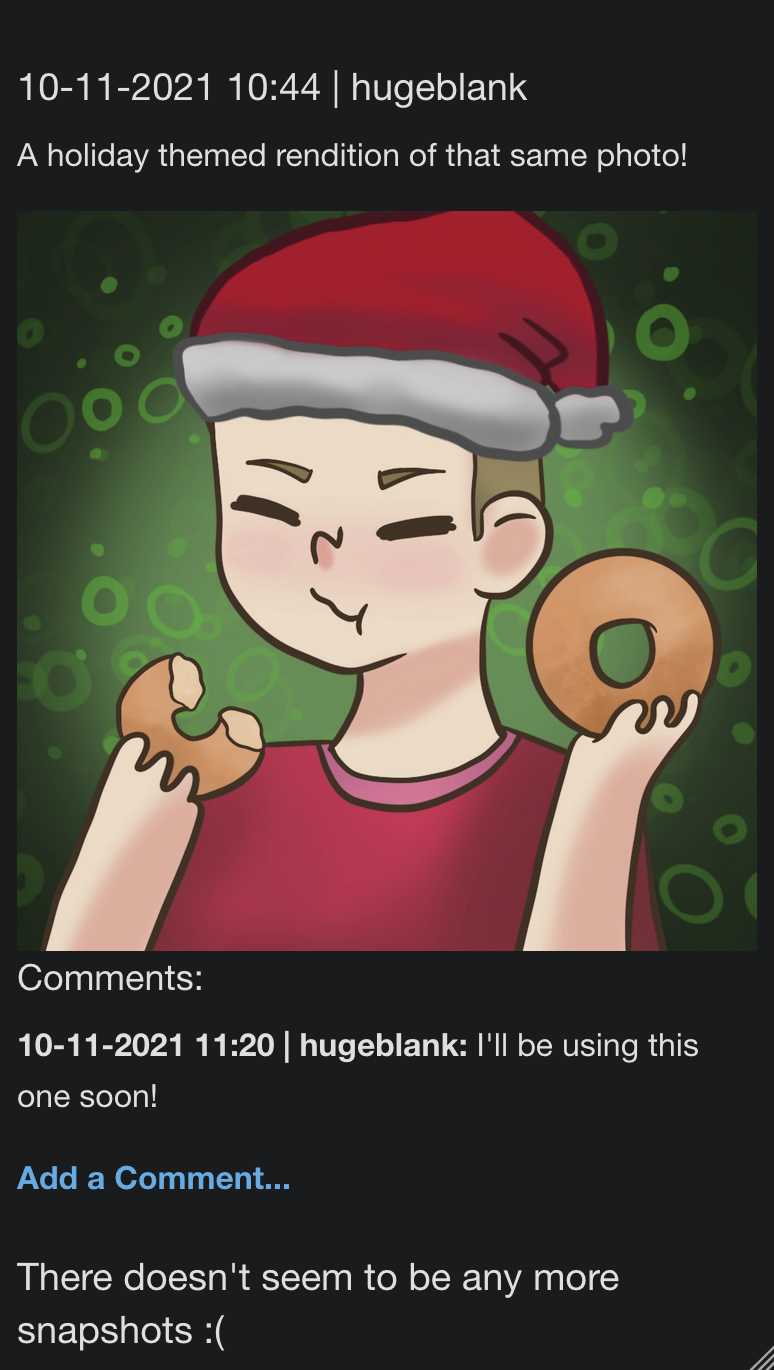 10-11-2021 10:44 | hugeblank
A holiday themed rendition of that same photo!
Comments:
10-11-2021 11:20 | hugeblank: I'll be using this
one soon!
Add a Comment...
There doesn't seem to be any more
snapshots :(